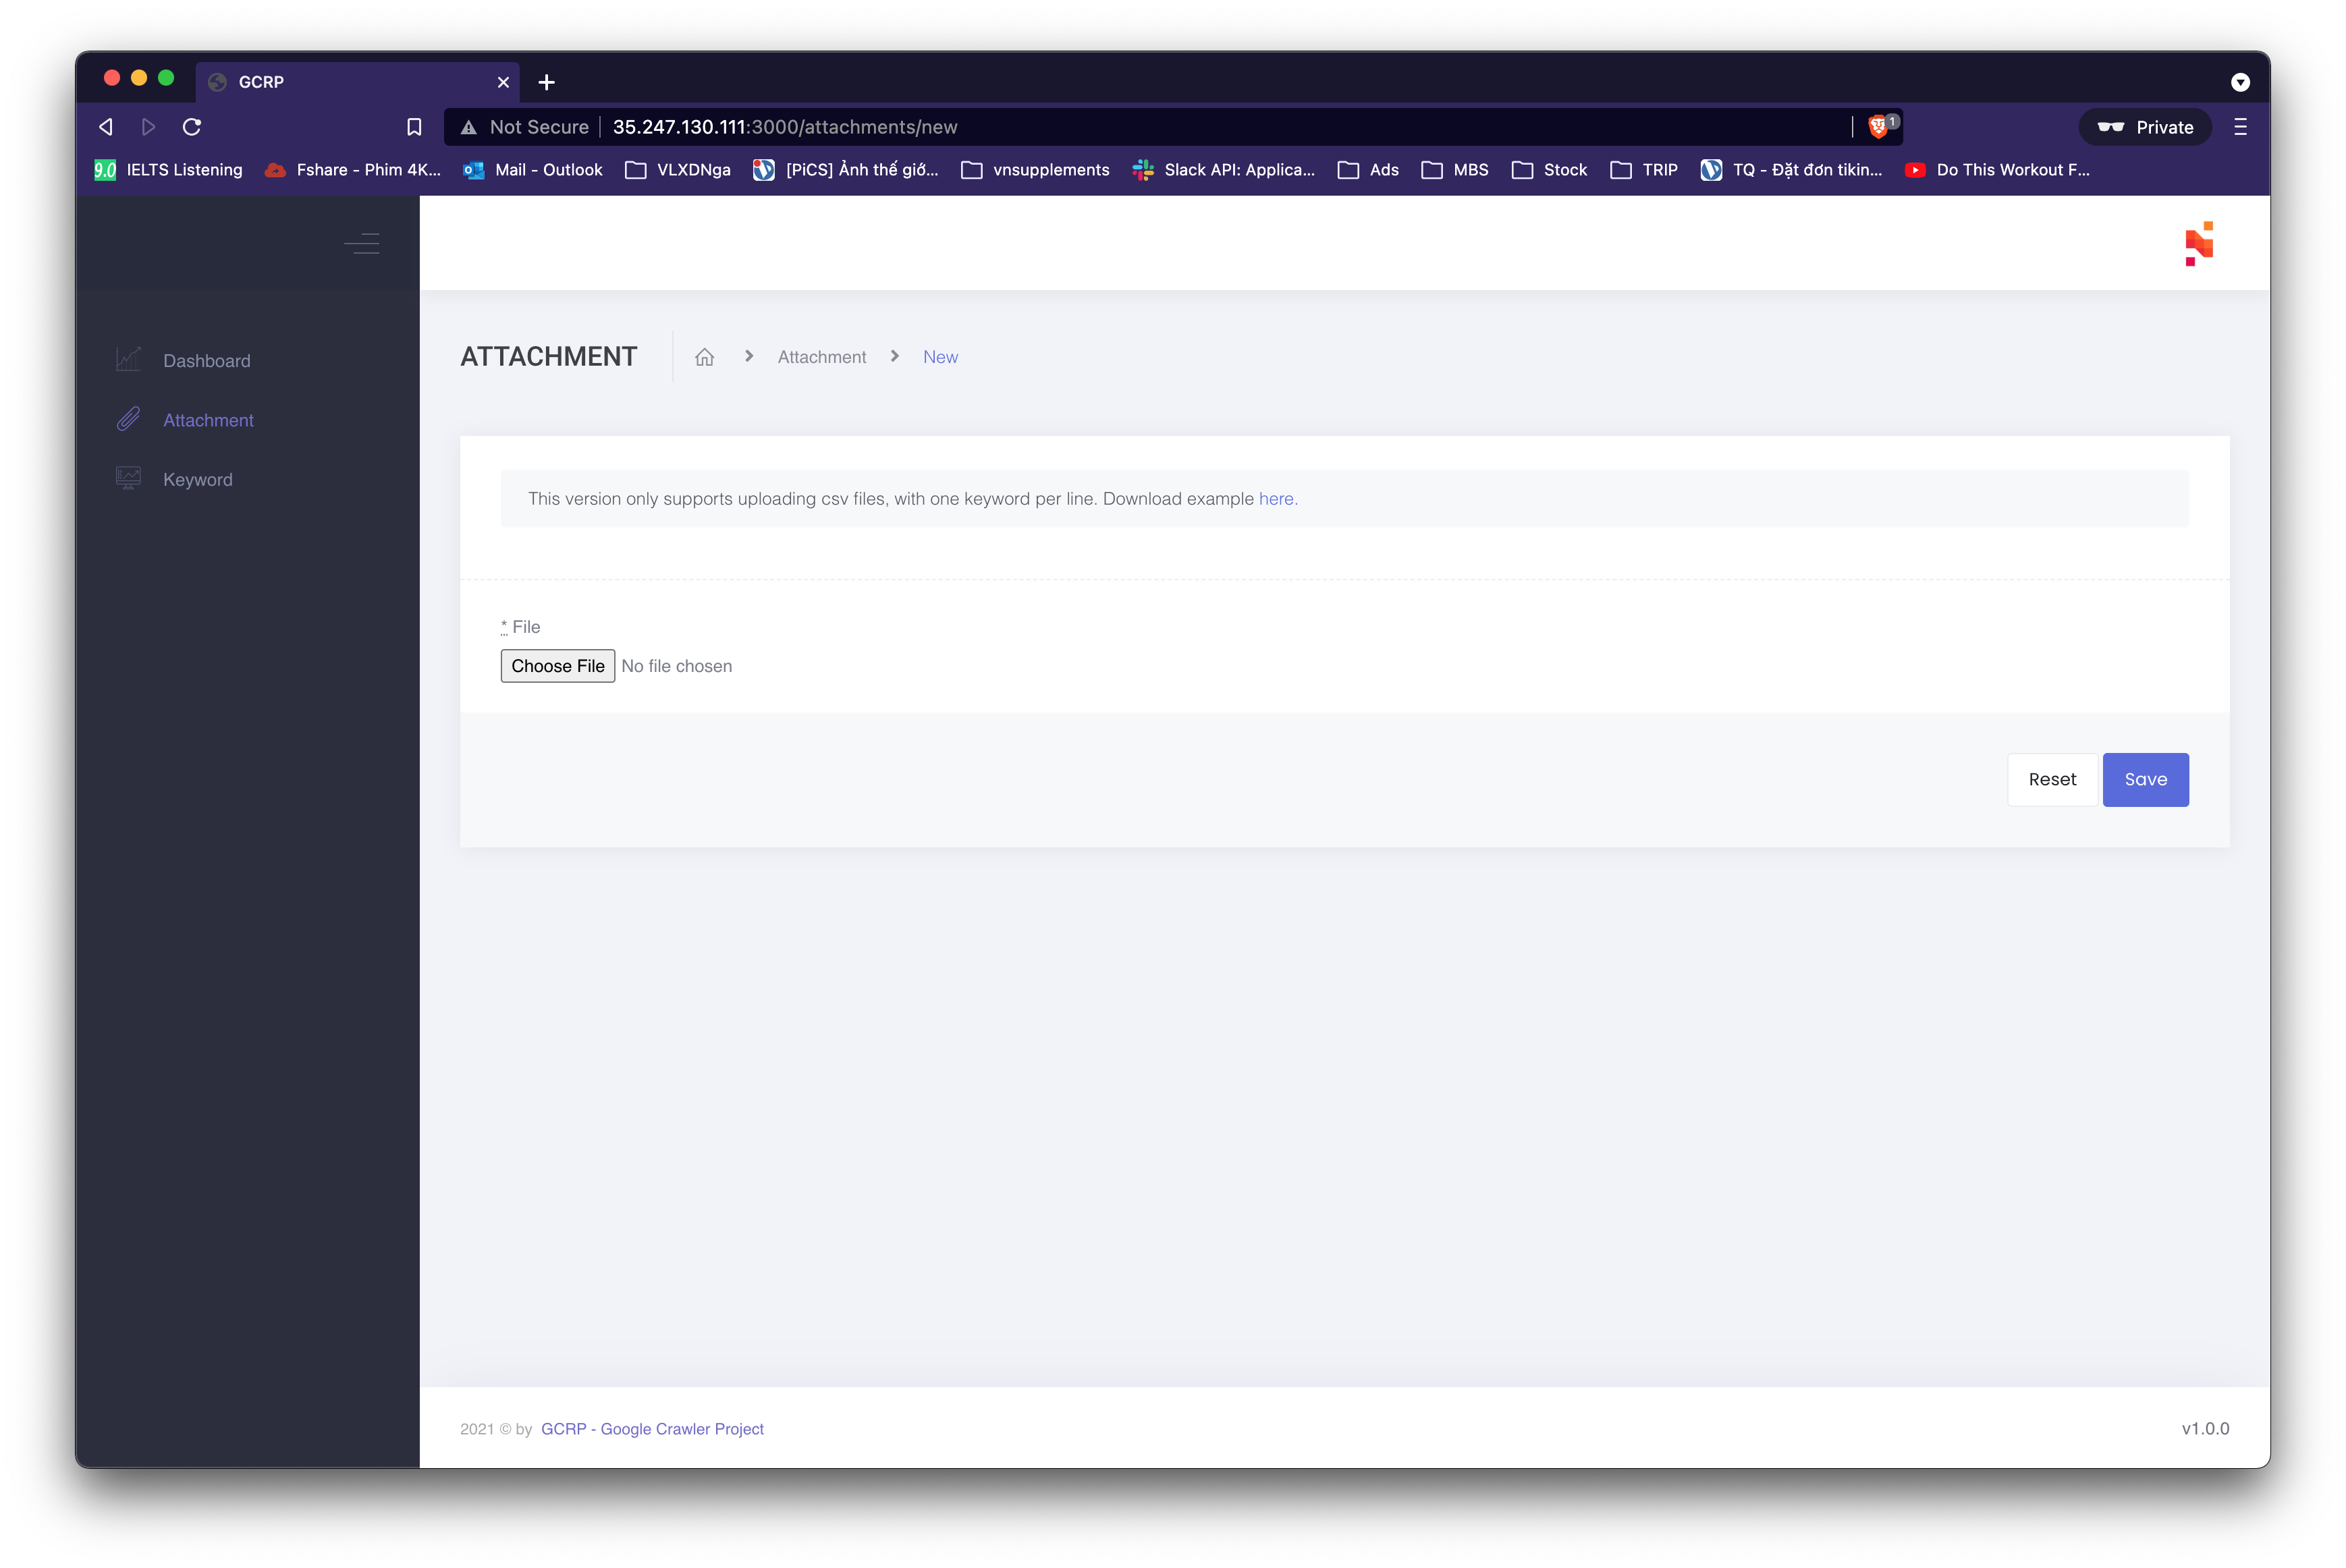 GCRP
Not Secure 35.247.130.111:3000/attachments/new 1 Private
9.0 IELTS Listening Fshare - Phim 4K... Mail - Outlook VLXDNga [PiCS] Ảnh thế giớ... vnsupplements Slack API: Applica... Ads MBS Stock TRIP TQ - Đặt đơn tikin... Do This Workout F...
Dashboard
Attachment
Keyword
ATTACHMENT Attachment New
This version only supports uploading csv files, with one keyword per line. Download example here.
* File
Choose File No file chosen
Reset Save
2021 © by GCRP - Google Crawler Project v1.0.0